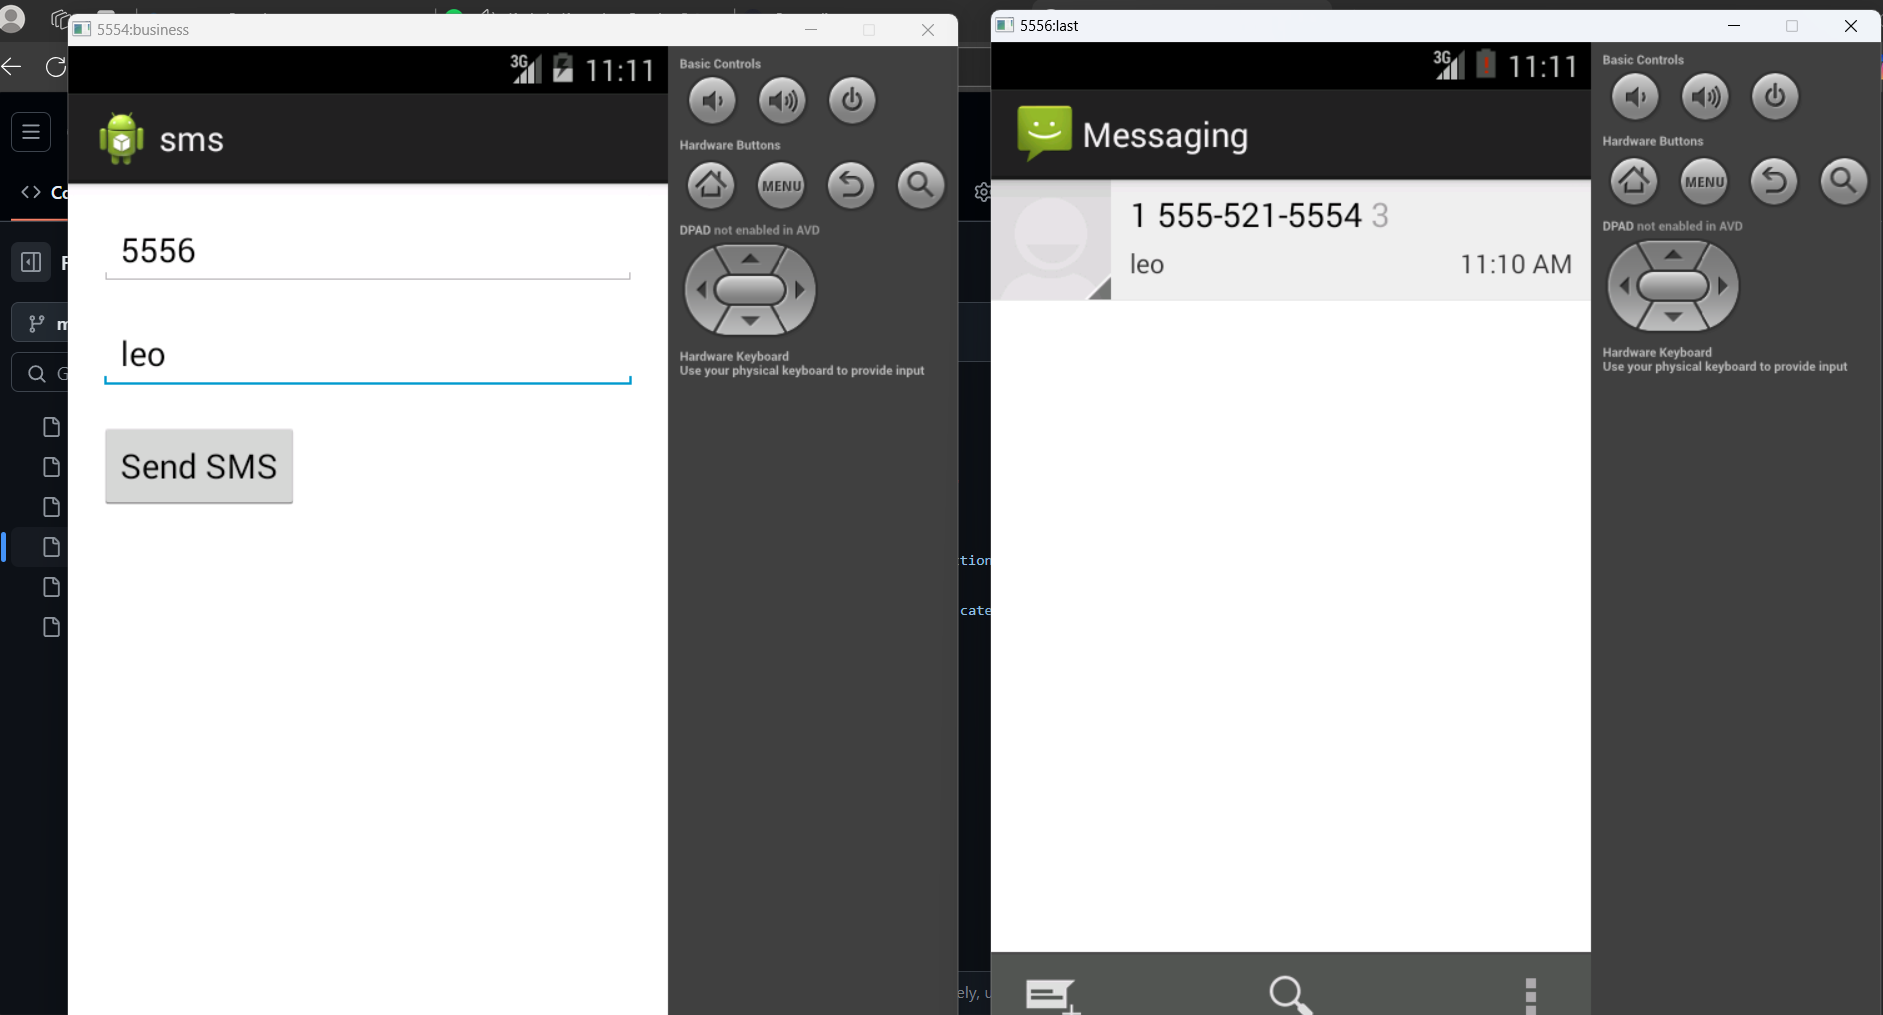 5554:business
3G 11:11
sms
5556
leo
Send SMS
Basic Controls
Hardware Buttons
MENU
DPAD not enabled in AVD
Hardware Keyboard
Use your physical keyboard to provide input
tion
cate
ely, u
5556:last
3G 11:11
Messaging
1 555-521-5554 3
leo 11:10 AM
Basic Controls
Hardware Buttons
MENU
DPAD not enabled in AVD
Hardware Keyboard
Use your physical keyboard to provide input